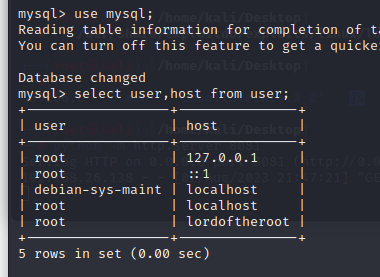 mysql> use mysql;
Reading table information for completion of ta
You can turn off this feature to get a quicke
Database changed
mysql> select user,host from user;
+------------------+---------------+
| user             | host          |
+------------------+---------------+
| root             | 127.0.0.1     |
| root             | ::1           |
| debian-sys-maint | localhost     |
| root             | localhost     |
| root             | lordoftheroot |
+------------------+---------------+
5 rows in set (0.00 sec)